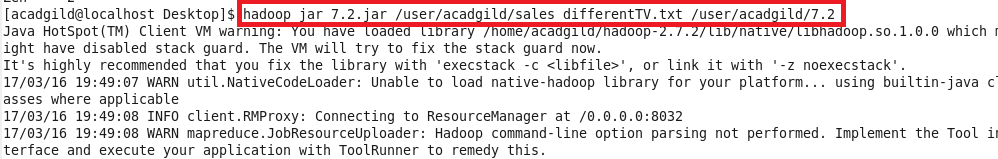 [acadgild@localhost Desktop]$ hadoop jar 7.2.jar /user/acadgild/sales differentTV.txt /user/acadgild/7.2
Java HotSpot(TM) Client VM warning: You have loaded library /home/acadgild/hadoop-2.7.2/lib/native/libhadoop.so.1.0.0 which m
ight have disabled stack guard. The VM will try to fix the stack guard now.
It's highly recommended that you fix the library with 'execstack -c <libfile>', or link it with '-z noexecstack'.
17/03/16 19:49:07 WARN util.NativeCodeLoader: Unable to load native-hadoop library for your platform... using builtin-java cl
asses where applicable
17/03/16 19:49:08 INFO client.RMProxy: Connecting to ResourceManager at /0.0.0.0:8032
17/03/16 19:49:08 WARN mapreduce.JobResourceUploader: Hadoop command-line option parsing not performed. Implement the Tool in
terface and execute your application with ToolRunner to remedy this.